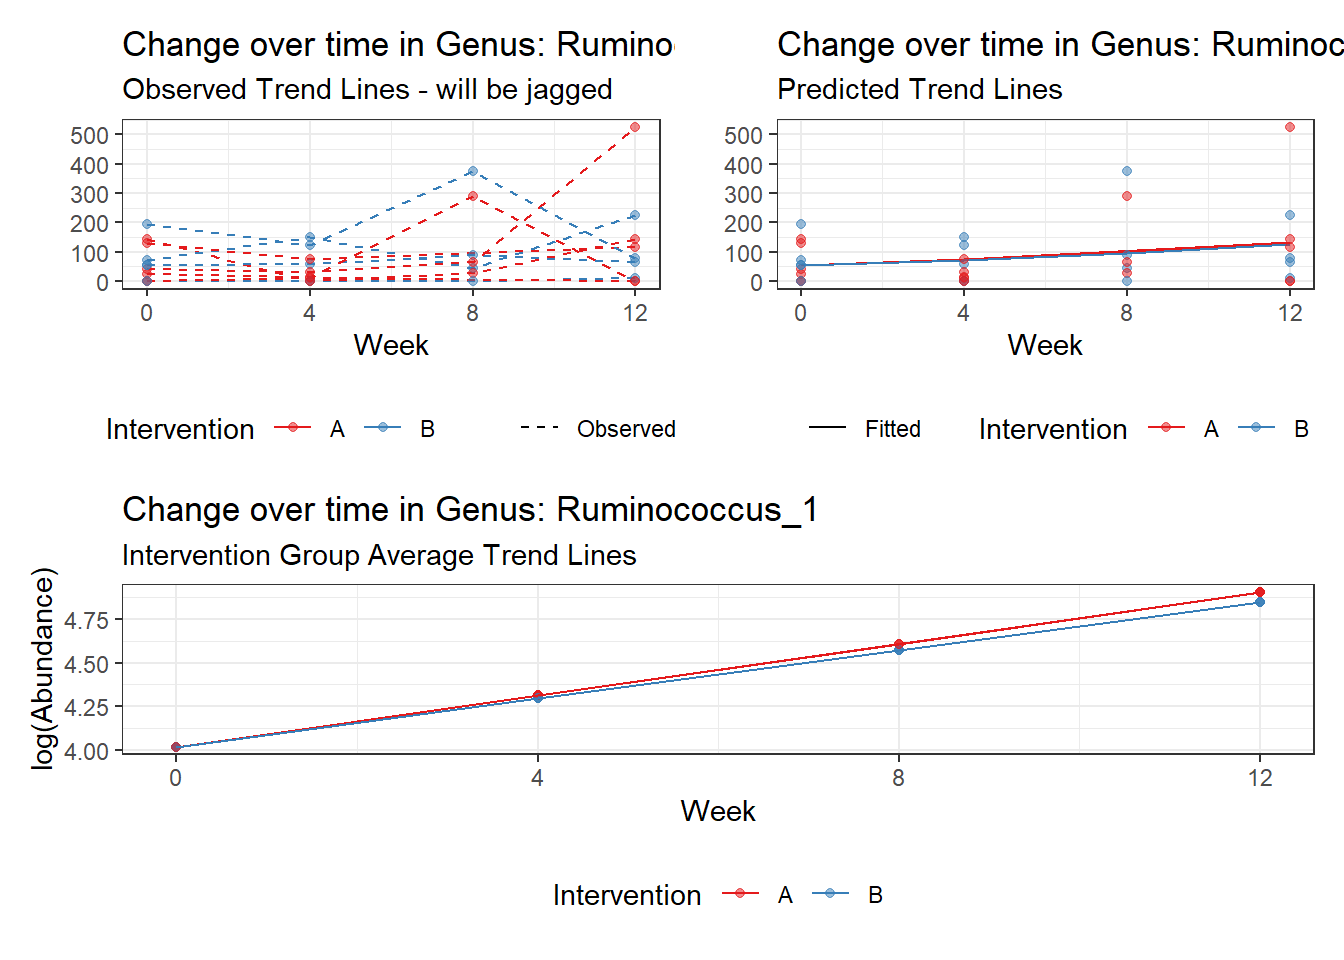 Change over time in Genus: Rumino
Observed Trend Lines - will be jagged
500
400
300
200
100
0
0 4 8 12
Week
Intervention A B Observed
Change over time in Genus: Ruminoc
Predicted Trend Lines
500
400
300
200
100
0
0 4 8 12
Week
Fitted Intervention A B
Change over time in Genus: Ruminococcus_1
Intervention Group Average Trend Lines
log(Abundance)
4.75
4.50
4.25
4.00
0 4 8 12
Week
Intervention A B